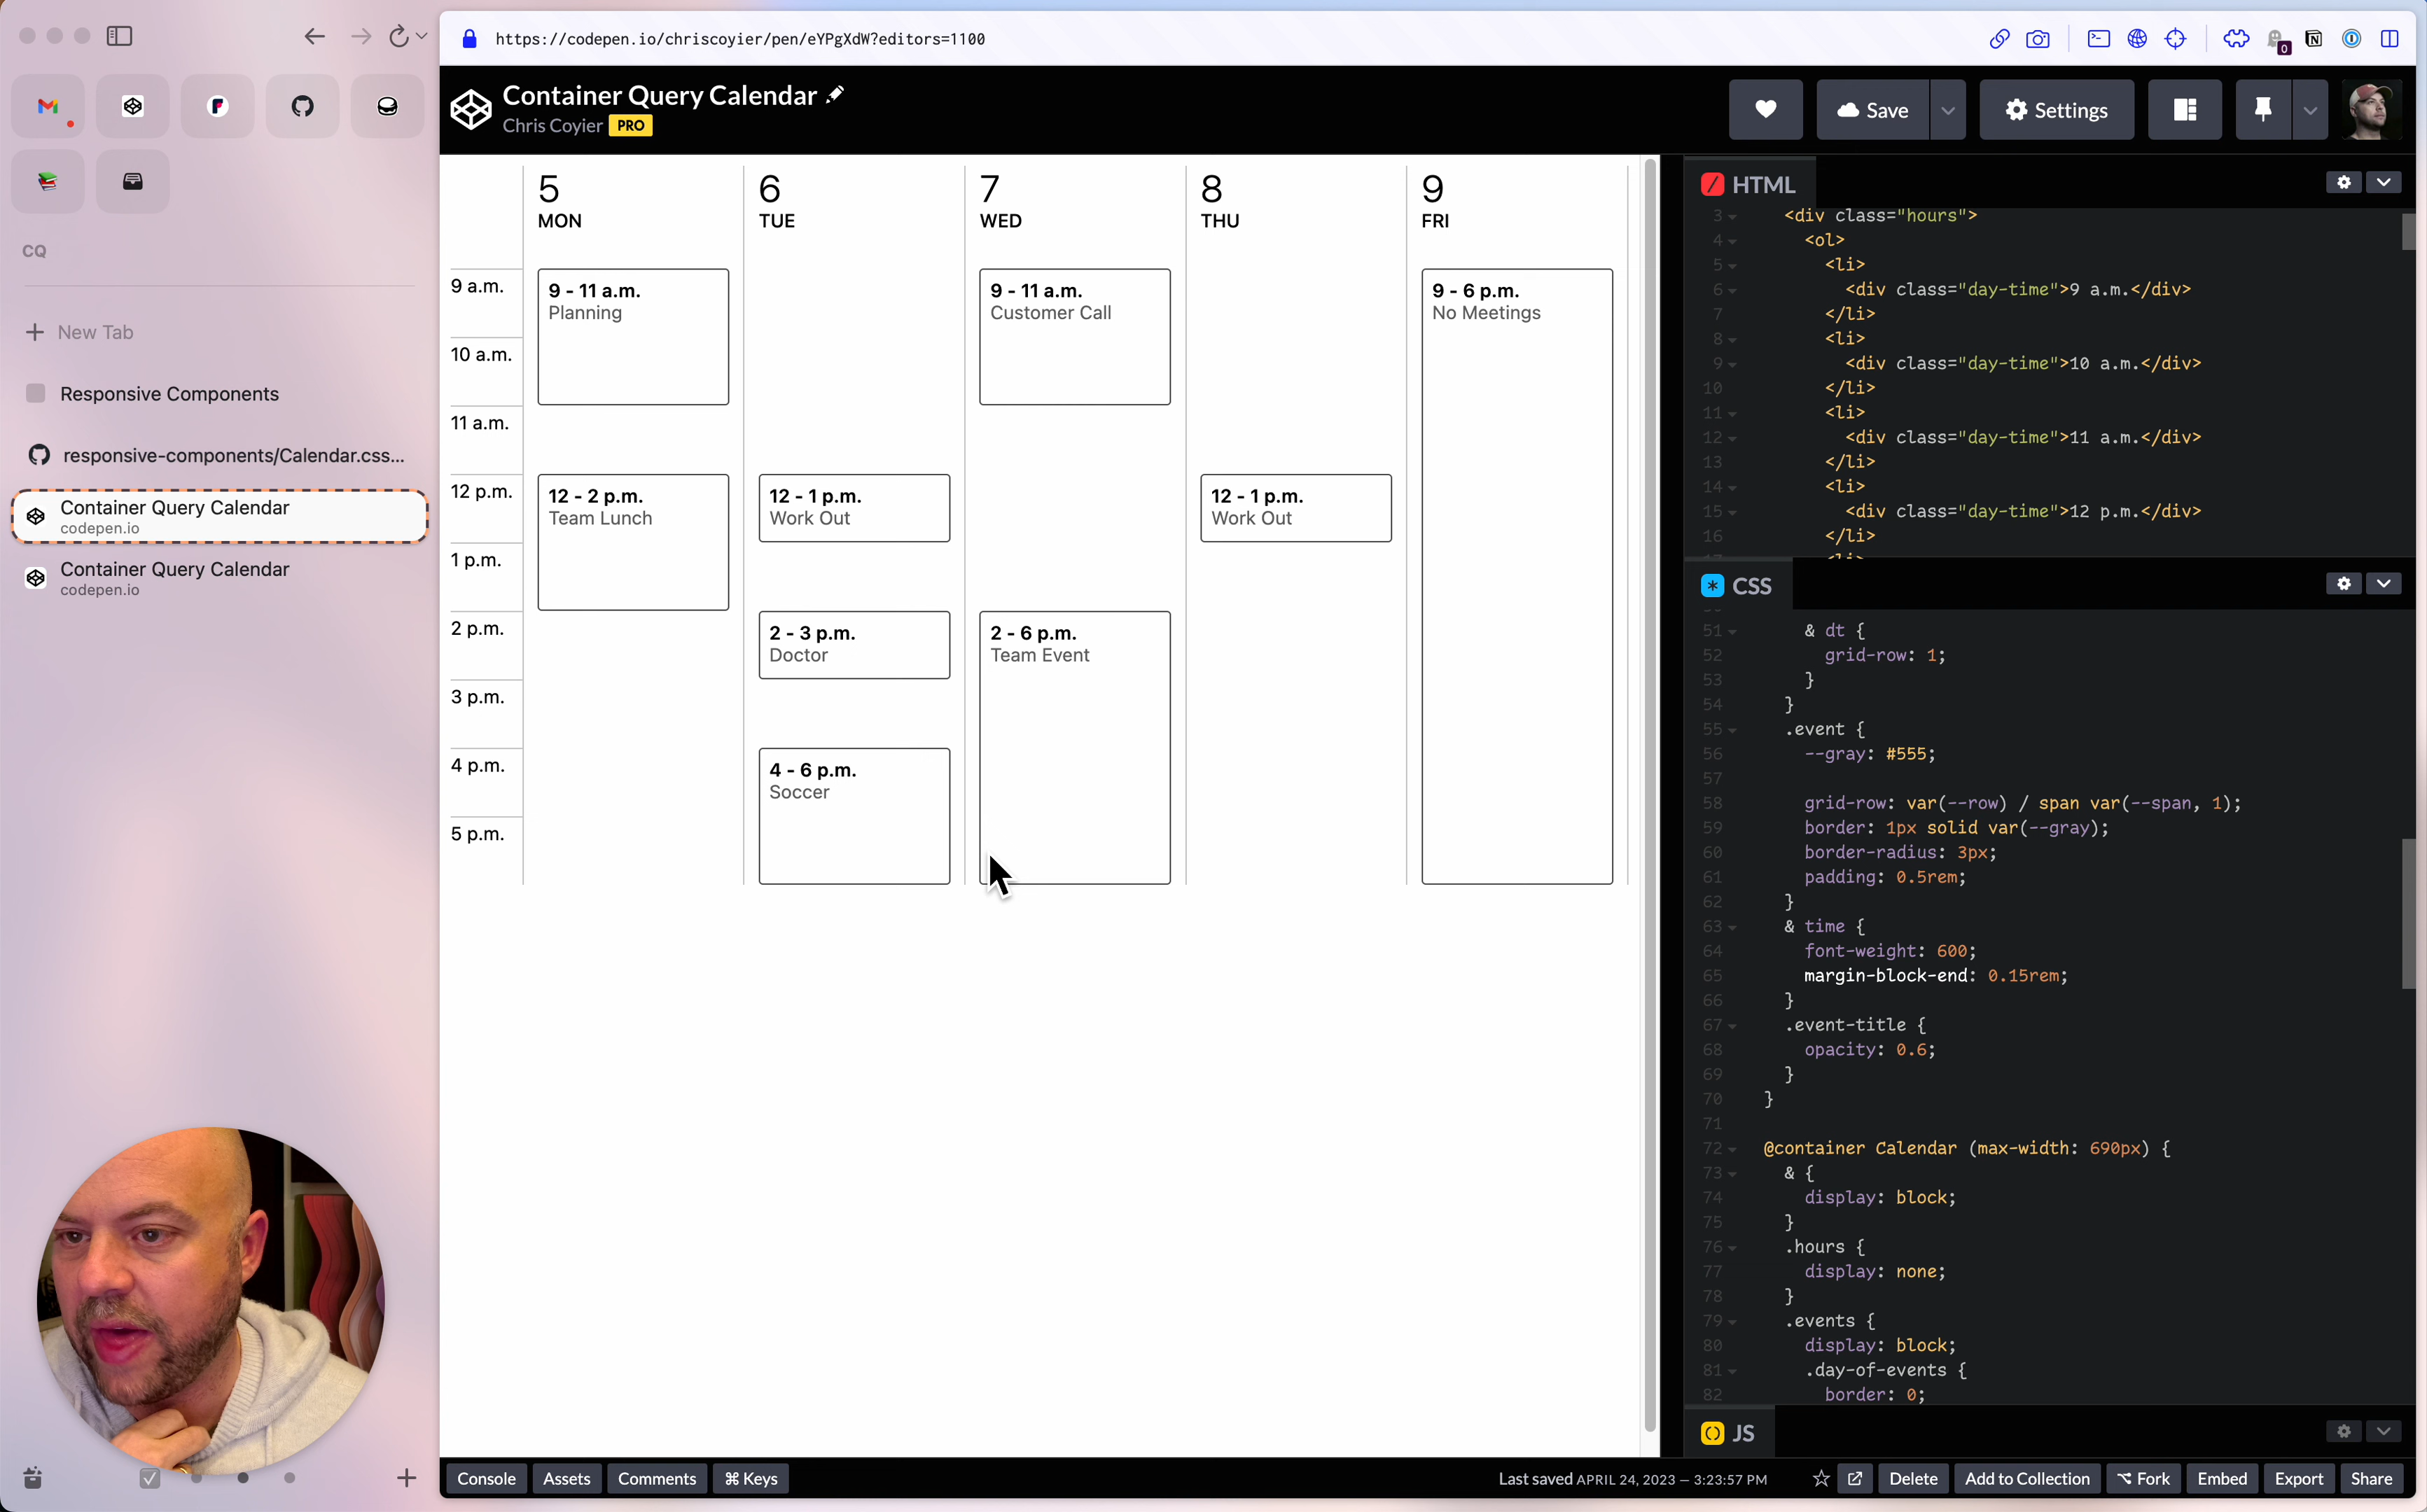 https://codepen.io/chriscoyier/pen/eYPgXdW?editors=1100
0
Container Query Calendar
Chris Coyier PRO
Save
Settings
CQ
New Tab
Responsive Components
responsive-components/Calendar.css...
Container Query Calendar
codepen.io
Container Query Calendar
codepen.io
5
MON
6
TUE
7
WED
8
THU
9
FRI
9 a.m.
10 a.m.
11 a.m.
12 p.m.
1 p.m.
2 p.m.
3 p.m.
4 p.m.
5 p.m.
9 - 11 a.m.
Planning
12 - 2 p.m.
Team Lunch
12 - 1 p.m.
Work Out
2 - 3 p.m.
Doctor
4 - 6 p.m.
Soccer
9 - 11 a.m.
Customer Call
2 - 6 p.m.
Team Event
12 - 1 p.m.
Work Out
9 - 6 p.m.
No Meetings
HTML
3 <div class="hours">
4 <ol>
5 <li>
6 <div class="day-time">9 a.m.</div>
7 </li>
8 <li>
9 <div class="day-time">10 a.m.</div>
10 </li>
11 <li>
12 <div class="day-time">11 a.m.</div>
13 </li>
14 <li>
15 <div class="day-time">12 p.m.</div>
16 </li>
17 <li>
CSS
51 & dt {
52 grid-row: 1;
53 }
54 }
55 .event {
56 --gray: #555;
57
58 grid-row: var(--row) / span var(--span, 1);
59 border: 1px solid var(--gray);
60 border-radius: 3px;
61 padding: 0.5rem;
62 }
63 & time {
64 font-weight: 600;
65 margin-block-end: 0.15rem;
66 }
67 .event-title {
68 opacity: 0.6;
69 }
70 }
71
72 @container Calendar (max-width: 690px) {
73 & {
74 display: block;
75 }
76 .hours {
77 display: none;
78 }
79 .events {
80 display: block;
81 .day-of-events {
82 border: 0;
JS
Console
Assets
Comments
⌘ Keys
Last saved APRIL 24, 2023 — 3:23:57 PM
Delete
Add to Collection
Fork
Embed
Export
Share